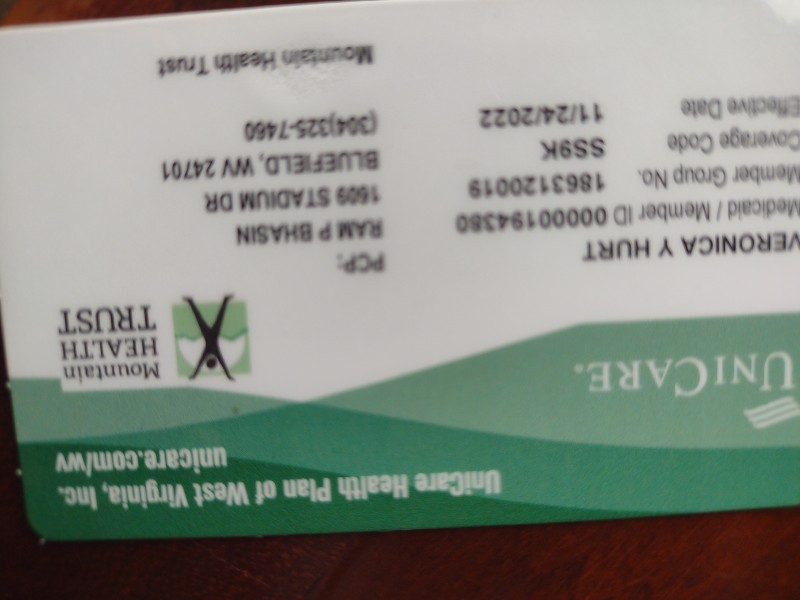 UniCare Health Plan of West Virginia, Inc.
unicare.com/wv
UNICARE.
Mountain
HEALTH
TRUST
VERONICA Y HURT
Medicaid / Member ID 00000194380
Member Group No. 1863120019
Coverage Code SS9K
Effective Date 11/24/2022
PCP:
RAM P BHASIN
1609 STADIUM DR
BLUEFIELD, WV 24701
(304)325-7460
Mountain Health Trust